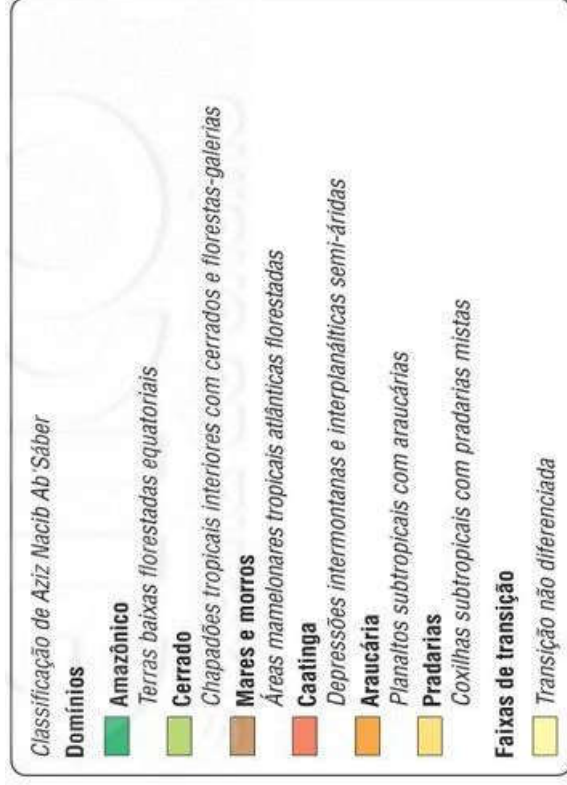 Classificação de Aziz Nacib Ab'Sáber
Domínios
Amazônico
Terras baixas florestadas equatoriais
Cerrado
Chapadões tropicais interiores com cerrados e florestas-galerias
Mares e morros
Áreas mamelonares tropicais atlânticas florestadas
Caatinga
Depressões intermontanas e interplanálticas semi-áridas
Araucária
Planaltos subtropicais com araucárias
Pradarias
Coxilhas subtropicais com pradarias mistas
Faixas de transição
Transição não diferenciada